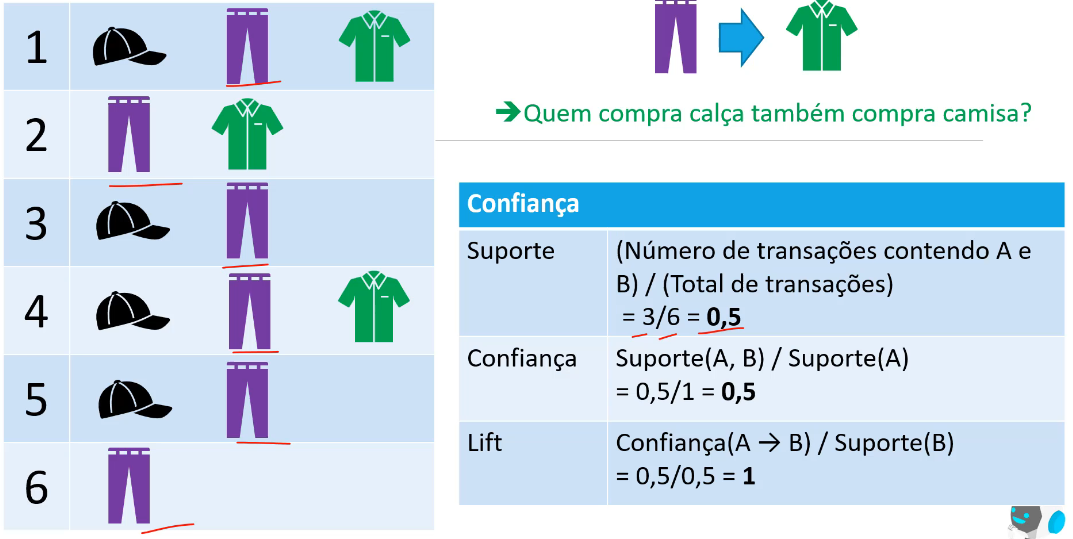 1
2
3
4
5
6
➔Quem compra calça também compra camisa?
Confiança
Suporte
(Número de transações contendo A e
B) / (Total de transações)
= 3/6 = 0,5
Confiança
Suporte(A, B) / Suporte(A)
= 0,5/1 = 0,5
Lift
Confiança(A → B) / Suporte(B)
= 0,5/0,5 = 1